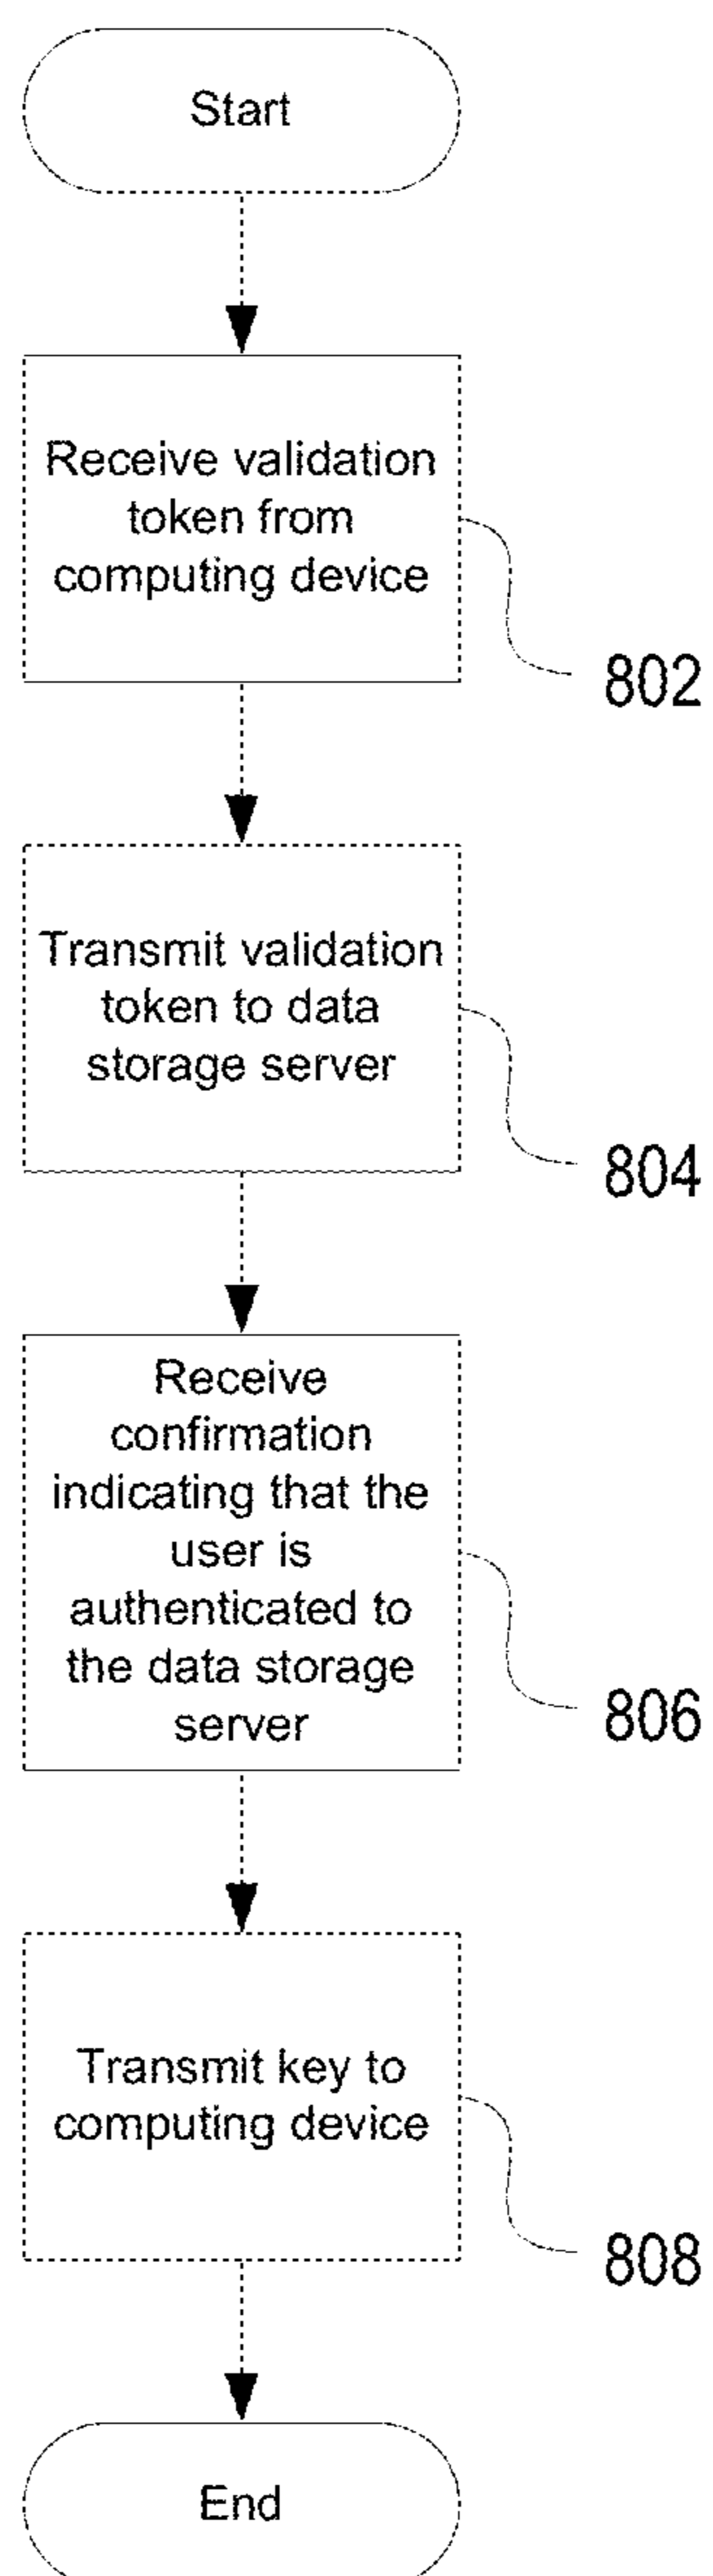 Start
Receive validation
token from
computing device
802
Transmit validation
token to data
storage server
804
Receive
confirmation
indicating that the
user is
authenticated to
the data storage
server
806
Transmit key to
computing device
808
End